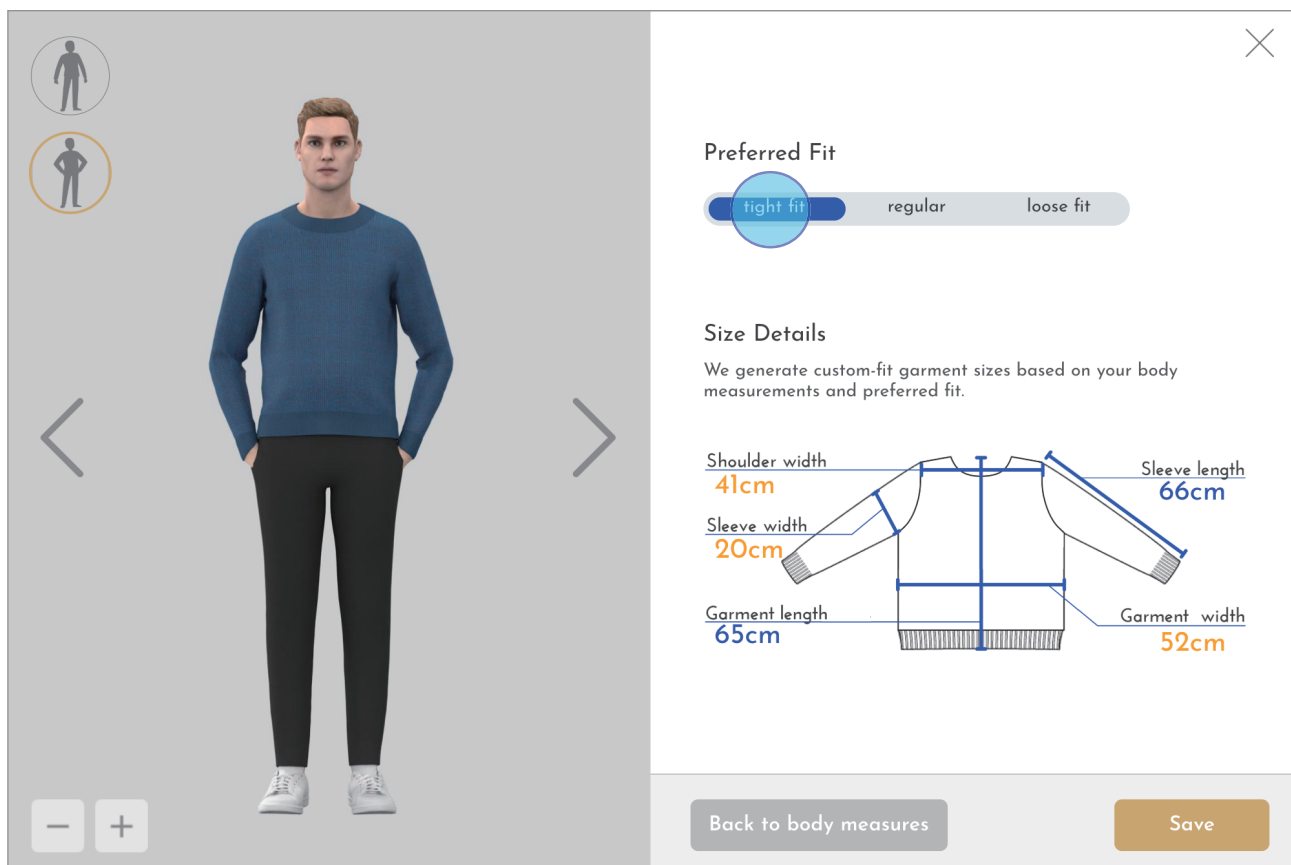 Preferred Fit
tight fit regular loose fit
Size Details
We generate custom-fit garment sizes based on your body
measurements and preferred fit.
Shoulder width
41cm
Sleeve length
66cm
Sleeve width
20cm
Garment length
65cm
Garment width
52cm
Back to body measures
Save